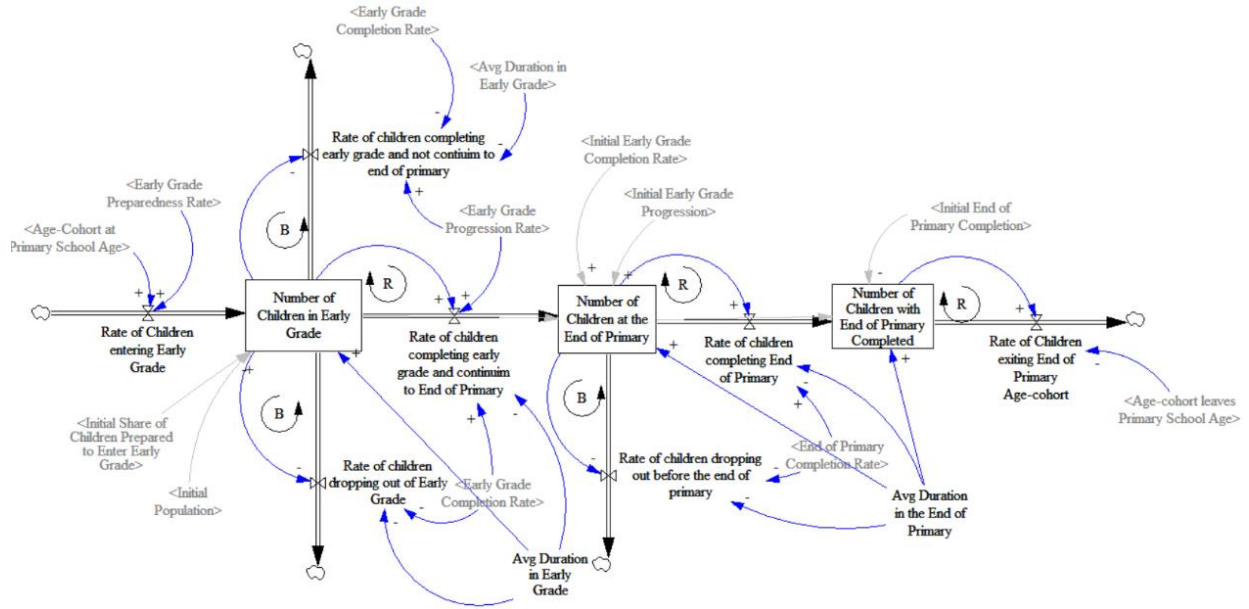 <Early Grade
Completion Rate>
<Avg Duration in
Early Grade>
Rate of children completing
early grade and not contiuim to
end of primary
<Initial Early Grade
Completion Rate>
<Early Grade
Preparedness Rate>
<Initial Early Grade
Progression>
<Early Grade
Progression Rate>
<Initial End of
Primary Completion>
<Age-Cohort at
Primary School Age>
B
R
R
R
Number of
Children in Early
Grade
Number of
Children at the
End of Primary
Number of
Children with
End of Primary
Completed
Rate of Children
entering Early
Grade
Rate of children
completing early
grade and contiuim
to End of Primary
Rate of children
completing End
of Primary
Rate of Children
exiting End of
Primary
Age-cohort
B
B
<Initial Share of
Children Prepared
to Enter Early
Grade>
<Age-cohort leaves
Primary School Age>
<End of Primary
Completion Rate>
Rate of children
dropping out of Early
Grade
Rate of children dropping
out before the end of
primary
<Initial
Population>
<Early Grade
Completion Rate>
Avg Duration
in the End of
Primary
Avg Duration
in Early
Grade